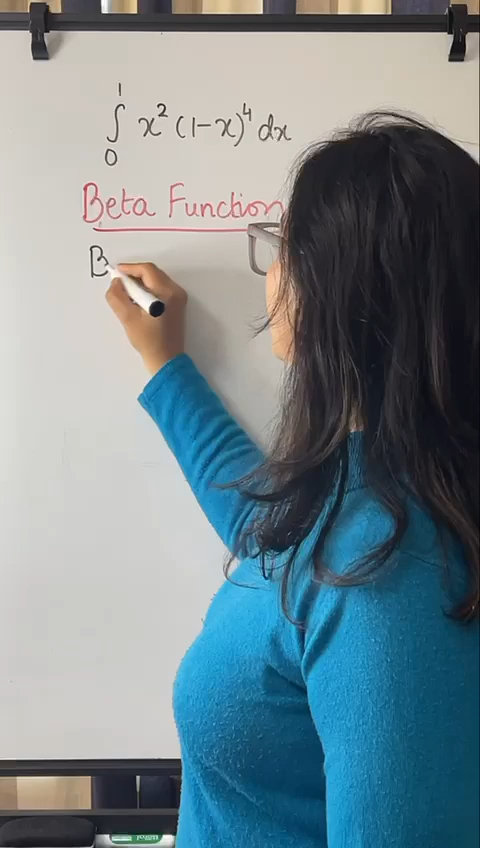 ∫₀¹ x² (1-x)⁴ dx
Beta Function
B